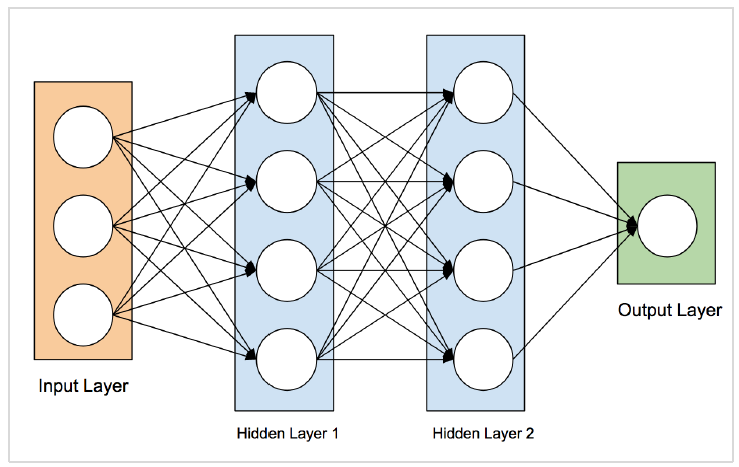 Input Layer
Hidden Layer 1
Hidden Layer 2
Output Layer